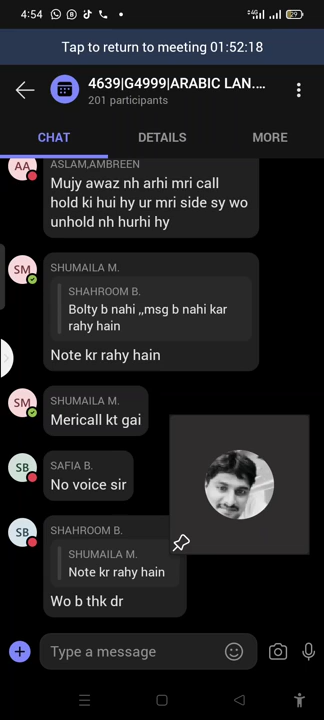 4:54
Tap to return to meeting 01:52:18
4639|G4999|ARABIC LAN....
201 participants
CHAT
DETAILS
MORE
AA
ASLAM,AMBREEN
Mujy awaz nh arhi mri call
hold ki hui hy ur mri side sy wo
unhold nh hurhi hy
SM
SHUMAILA M.
SHAHROOM B.
Bolty b nahi ,,msg b nahi kar
rahy hain
Note kr rahy hain
SM
SHUMAILA M.
Mericall kt gai
SB
SAFIA B.
No voice sir
SB
SHAHROOM B.
SHUMAILA M.
Note kr rahy hain
Wo b thk dr
Type a message